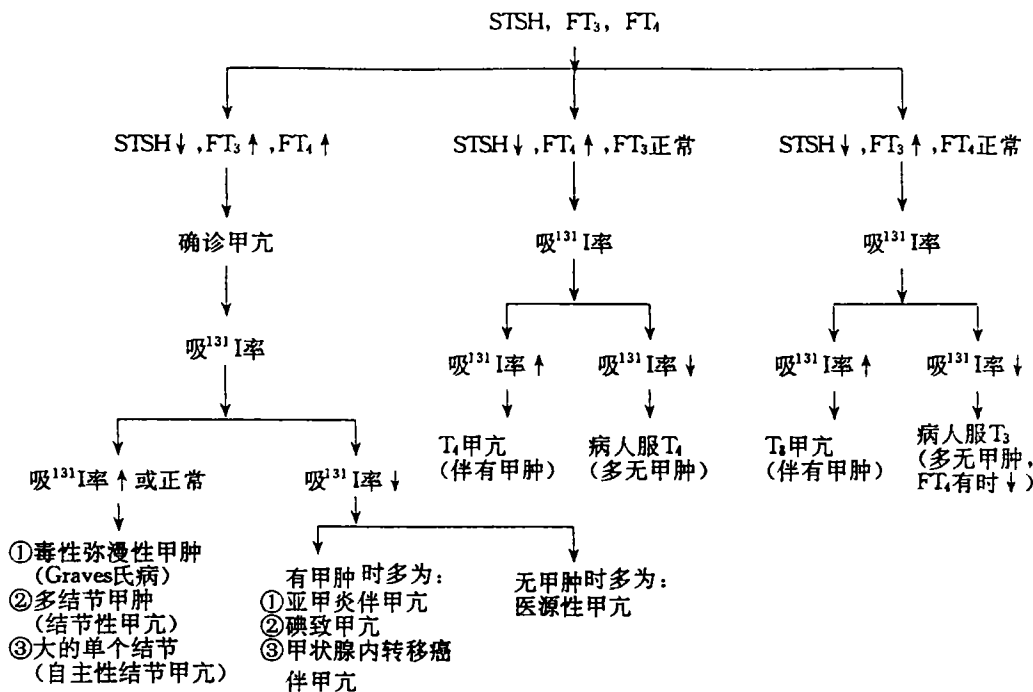 STSH, FT₃, FT₄
STSH↓,FT₃↑,FT₄↑
STSH↓,FT₄↑,FT₃正常
STSH↓,FT₃↑,FT₄正常
确诊甲亢
吸¹³¹I率
吸¹³¹I率
吸¹³¹I率
吸¹³¹I率↑
吸¹³¹I率↓
吸¹³¹I率↑
吸¹³¹I率↓
T₄甲亢
(伴有甲肿)
病人服T₄
(多无甲肿)
T₃甲亢
(伴有甲肿)
病人服T₃
(多无甲肿,
FT₄有时↓)
吸¹³¹I率↑或正常
吸¹³¹I率↓
①毒性弥漫性甲肿
(Graves氏病)
②多结节甲肿
(结节性甲亢)
③大的单个结节
(自主性结节甲亢)
有甲肿时多为:
①亚甲炎伴甲亢
②碘致甲亢
③甲状腺内转移癌
伴甲亢
无甲肿时多为:
医源性甲亢